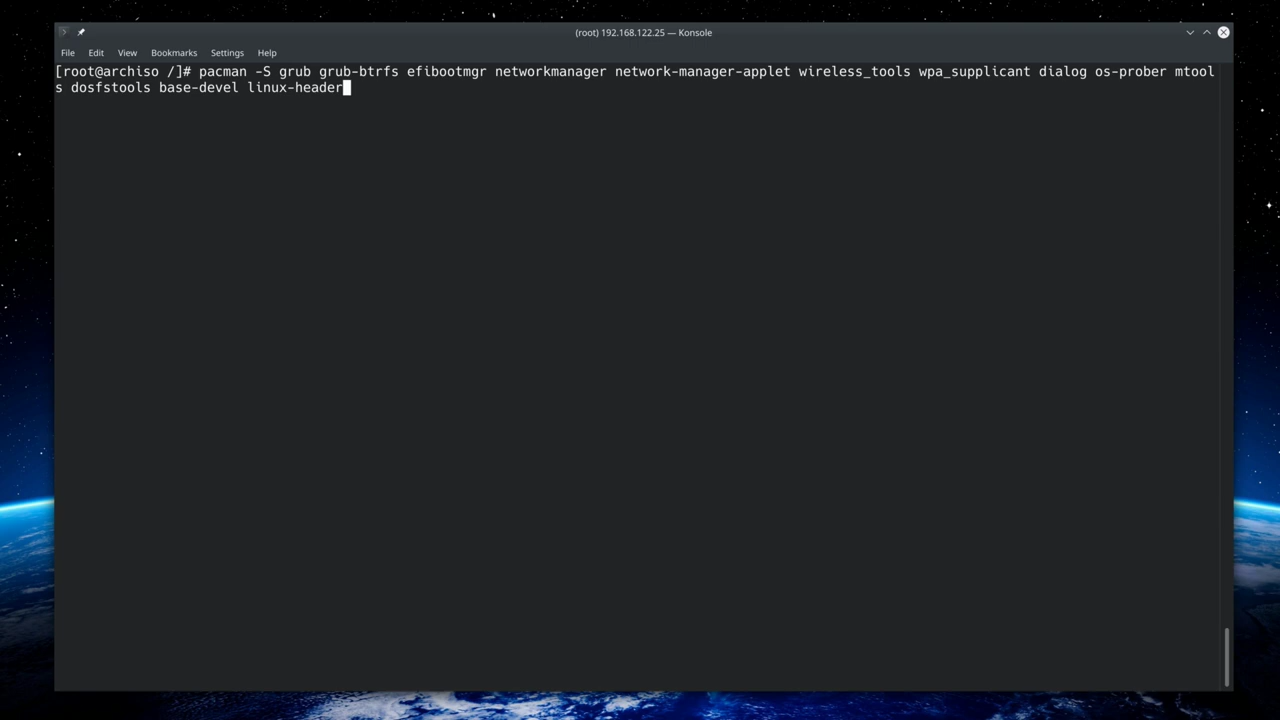 (root) 192.168.122.25 — Konsole
File Edit View Bookmarks Settings Help
[root@archiso /]# pacman -S grub grub-btrfs efibootmgr networkmanager network-manager-applet wireless_tools wpa_supplicant dialog os-prober mtool
s dosfstools base-devel linux-header